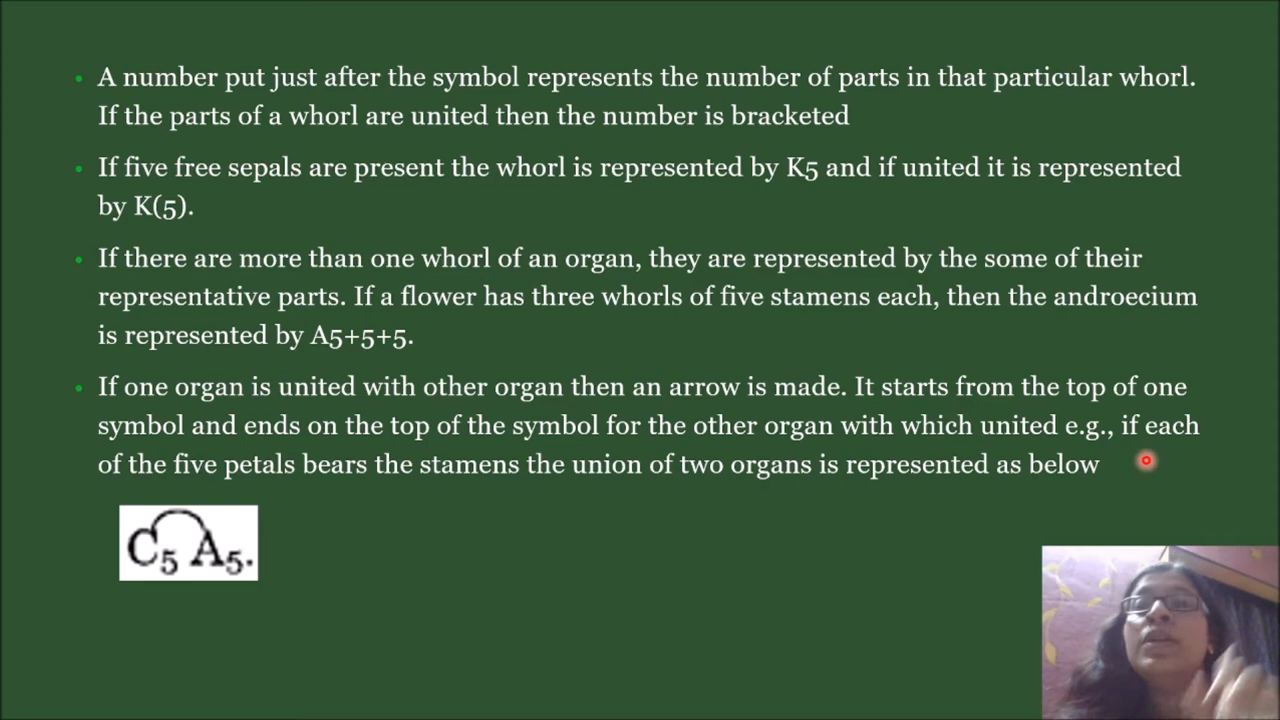 • A number put just after the symbol represents the number of parts in that particular whorl.
If the parts of a whorl are united then the number is bracketed
• If five free sepals are present the whorl is represented by K5 and if united it is represented
by K(5).
• If there are more than one whorl of an organ, they are represented by the some of their
representative parts. If a flower has three whorls of five stamens each, then the androecium
is represented by A5+5+5.
• If one organ is united with other organ then an arrow is made. It starts from the top of one
symbol and ends on the top of the symbol for the other organ with which united e.g., if each
of the five petals bears the stamens the union of two organs is represented as below
C5 A5.